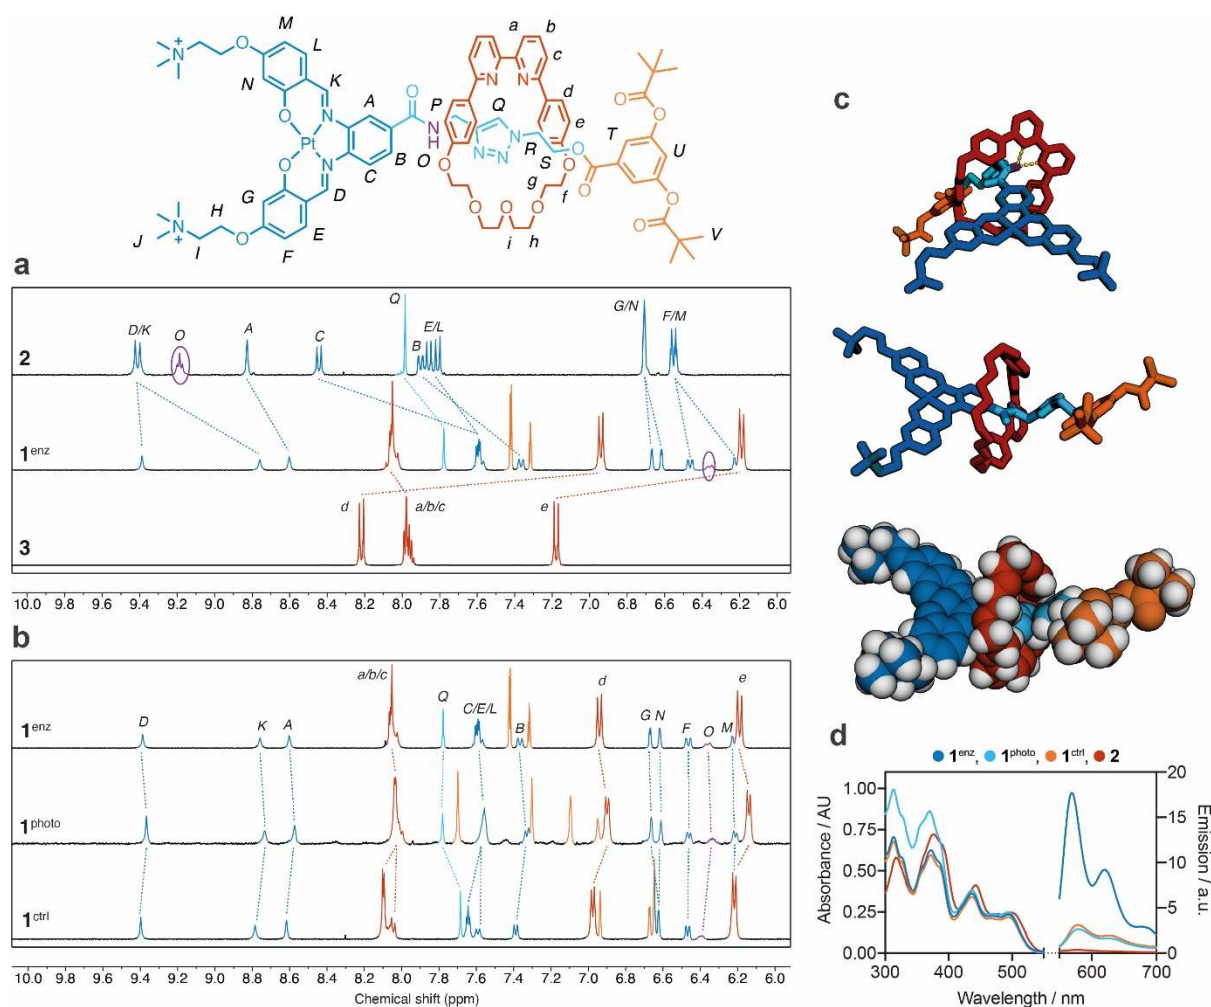 M
a
b
N+
O
L
c
N
K
N N
d
O
N
A
O
P
Q
N
e
O
O
Pt
N
H
N
N=N
R
T
O
O
N
B
O
O
S
O
U
C
O
g
O
f
O
G
D
O
O
O
O
H
O
i
h
V
N+
E
J
I
F
a
2
D/K
O
A
C
Q
B
E/L
G/N
F/M
1enz
3
d
a/b/c
e
10.0 9.8 9.6 9.4 9.2 9.0 8.8 8.6 8.4 8.2 8.0 7.8 7.6 7.4 7.2 7.0 6.8 6.6 6.4 6.2 6.0
b
1enz
D
K
A
a/b/c
Q
C/E/L
B
d
G
N
F
O
M
e
1photo
1ctrl
10.0 9.8 9.6 9.4 9.2 9.0 8.8 8.6 8.4 8.2 8.0 7.8 7.6 7.4 7.2 7.0 6.8 6.6 6.4 6.2 6.0
Chemical shift (ppm)
c
d
1enz, 1photo, 1ctrl, 2
1.00
0.75
0.50
0.25
0.00
Absorbance / AU
20
15
10
5
0
Emission / a.u.
300 400 500 600 700
Wavelength / nm